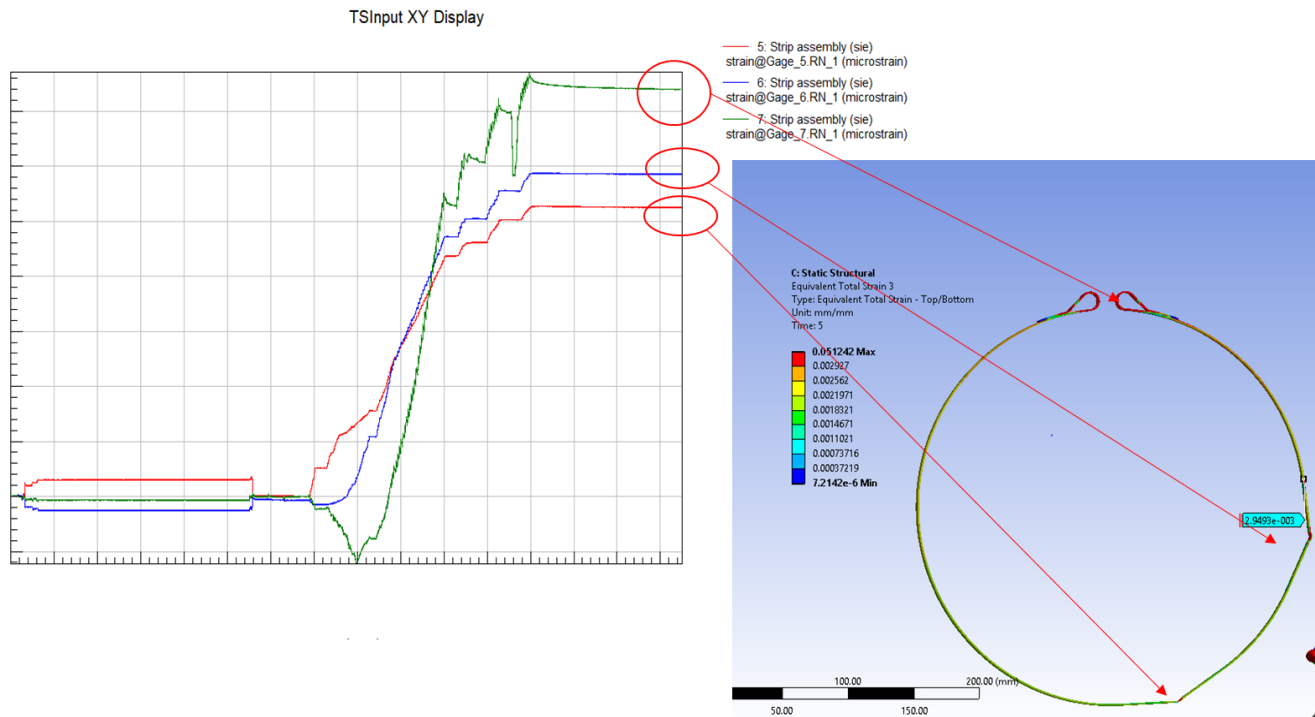 TSInput XY Display
5: Strip assembly (sie)
strain@Gage_5.RN_1 (microstrain)
6: Strip assembly (sie)
strain@Gage_6.RN_1 (microstrain)
7: Strip assembly (sie)
strain@Gage_7.RN_1 (microstrain)
C: Static Structural
Equivalent Total Strain 3
Type: Equivalent Total Strain - Top/Bottom
Unit: mm/mm
Time: 5
0.051242 Max
0.002927
0.002562
0.0021971
0.0018321
0.0014671
0.0011021
0.00073716
0.00037219
7.2142e-6 Min
2.9493e-003
100.00
200.00 (mm)
50.00
150.00